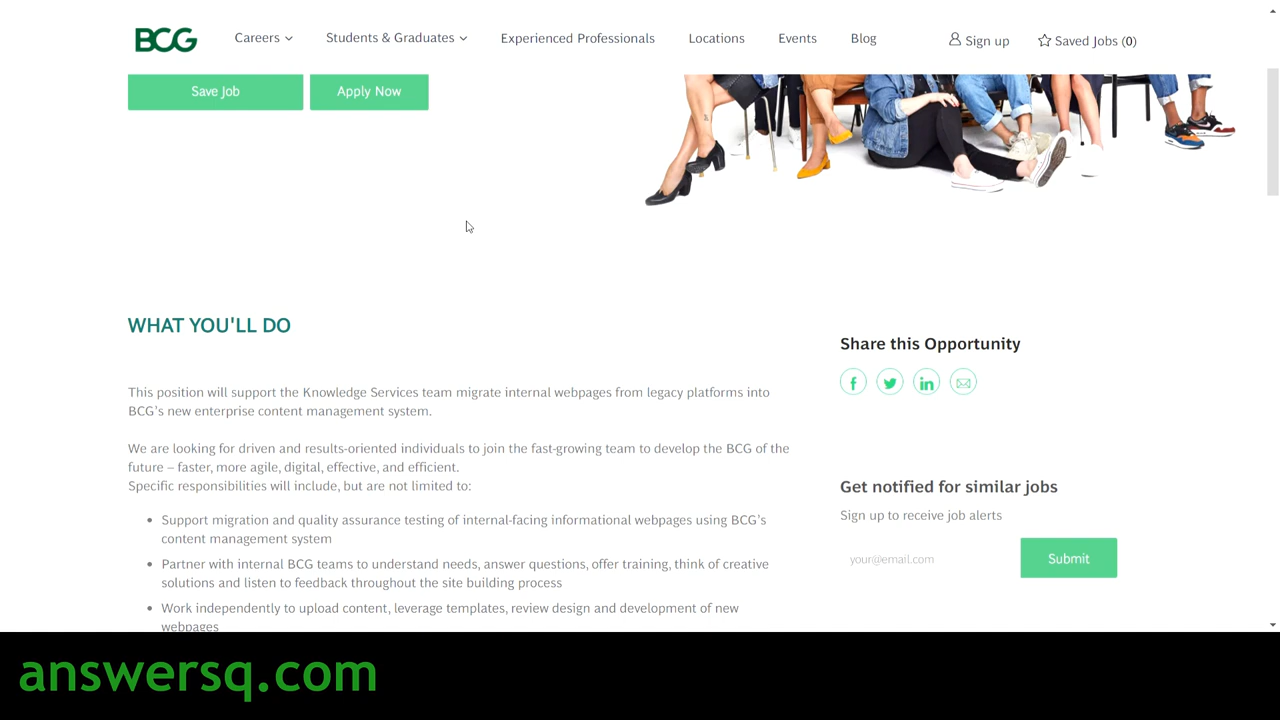 BCG
Careers
Students & Graduates
Experienced Professionals
Locations
Events
Blog
Sign up
Saved Jobs (0)
Save Job
Apply Now
WHAT YOU'LL DO
This position will support the Knowledge Services team migrate internal webpages from legacy platforms into
BCG's new enterprise content management system.
We are looking for driven and results-oriented individuals to join the fast-growing team to develop the BCG of the
future – faster, more agile, digital, effective, and efficient.
Specific responsibilities will include, but are not limited to:
• Support migration and quality assurance testing of internal-facing informational webpages using BCG's
content management system
• Partner with internal BCG teams to understand needs, answer questions, offer training, think of creative
solutions and listen to feedback throughout the site building process
• Work independently to upload content, leverage templates, review design and development of new
webpages
Share this Opportunity
Get notified for similar jobs
Sign up to receive job alerts
your@email.com
Submit
answersq.com